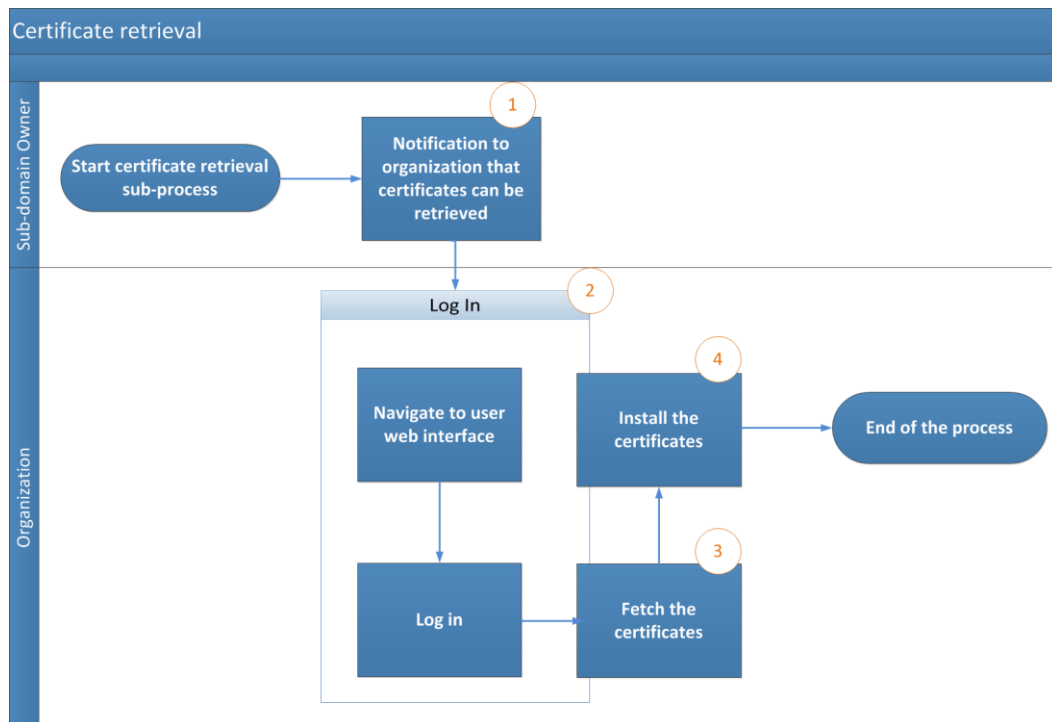 Certificate retrieval
Sub-domain Owner
1
Start certificate retrieval
sub-process
Notification to
organization that
certificates can be
retrieved
Organization
2
Log In
Navigate to user
web interface
4
Install the
certificates
End of the process
Log in
3
Fetch the
certificates